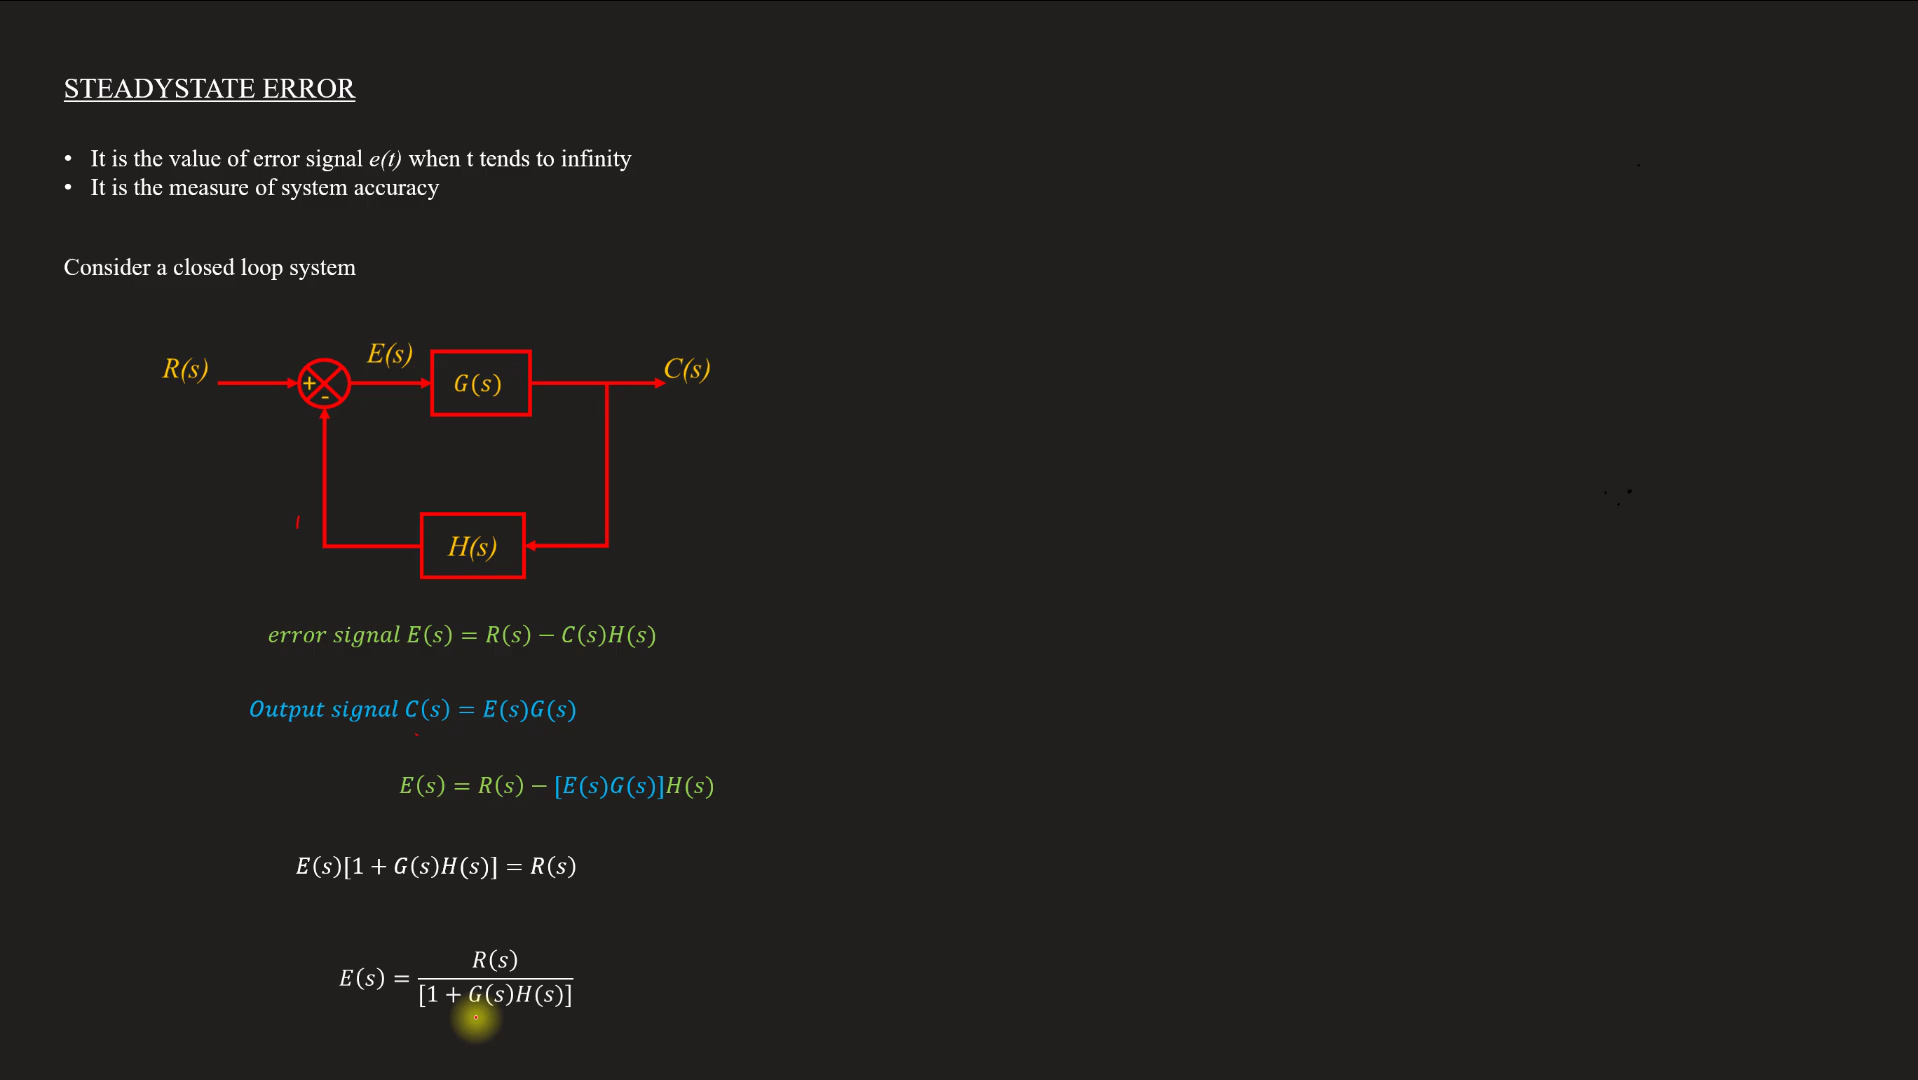 STEADYSTATE ERROR
• It is the value of error signal e(t) when t tends to infinity
• It is the measure of system accuracy
Consider a closed loop system
R(s)
+
-
E(s)
G(s)
C(s)
H(s)
error signal E(s) = R(s) − C(s)H(s)
Output signal C(s) = E(s)G(s)
E(s) = R(s) − [E(s)G(s)]H(s)
E(s)[1 + G(s)H(s)] = R(s)
E(s) = R(s) / [1 + G(s)H(s)]